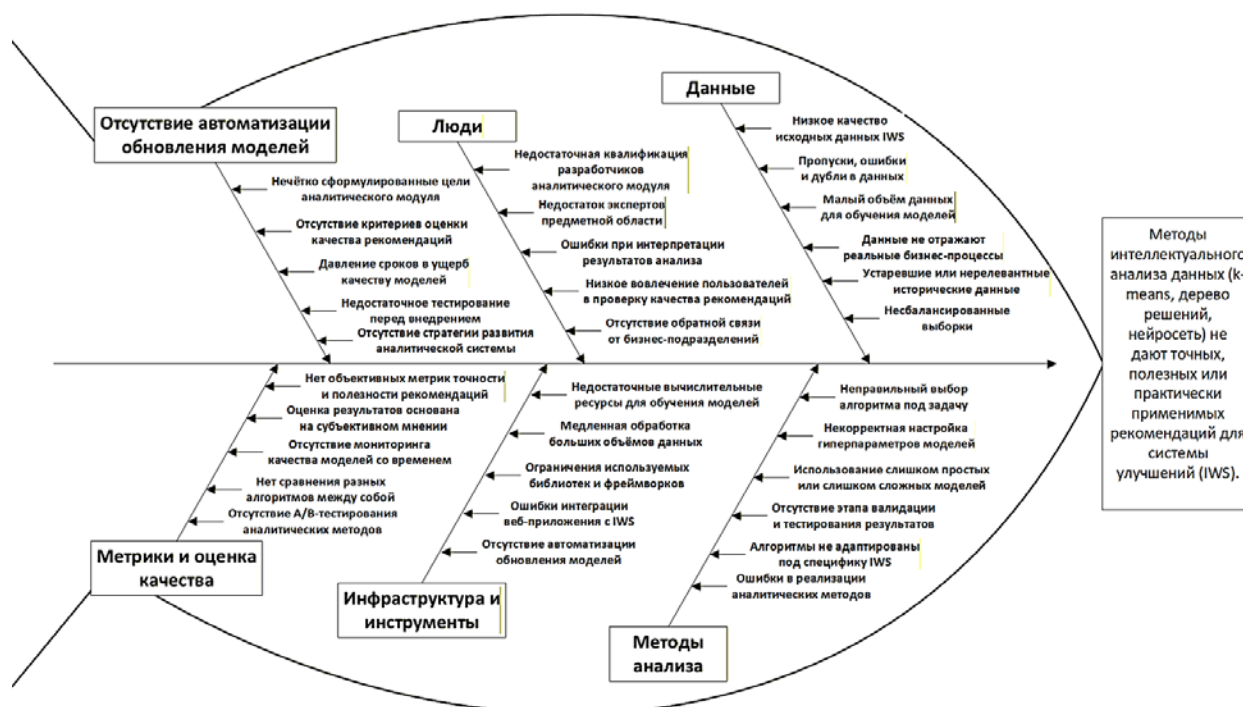 Отсутствие автоматизации
обновления моделей
Нечётко сформулированные цели
аналитического модуля
Отсутствие критериев оценки
качества рекомендаций
Давление сроков в ущерб
качеству моделей
Недостаточное тестирование
перед внедрением
Отсутствие стратегии развития
аналитической системы
Люди
Недостаточная квалификация
разработчиков
аналитического модуля
Недостаток экспертов
предметной области
Ошибки при интерпретации
результатов анализа
Низкое вовлечение пользователей
в проверку качества рекомендаций
Отсутствие обратной связи
от бизнес-подразделений
Данные
Низкое качество
исходных данных IWS
Пропуски, ошибки
и дубли в данных
Малый объём данных
для обучения моделей
Данные не отражают
реальные бизнес-процессы
Устаревшие или нерелевантные
исторические данные
Несбалансированные
выборки
Методы
интеллектуального
анализа данных (k-
means, дерево
решений,
нейросеть) не
дают точных,
полезных или
практически
применимых
рекомендаций для
системы
улучшений (IWS).
Нет объективных метрик точности
и полезности рекомендаций
Оценка результатов основана
на субъективном мнении
Отсутствие мониторинга
качества моделей со временем
Нет сравнения разных
алгоритмов между собой
Отсутствие A/B-тестирования
аналитических методов
Метрики и оценка
качества
Недостаточные вычислительные
ресурсы для обучения моделей
Медленная обработка
больших объёмов данных
Ограничения используемых
библиотек и фреймворков
Ошибки интеграции
веб-приложения с IWS
Отсутствие автоматизации
обновления моделей
Инфраструктура и
инструменты
Неправильный выбор
алгоритма под задачу
Некорректная настройка
гиперпараметров моделей
Использование слишком простых
или слишком сложных моделей
Отсутствие этапа валидации
и тестирования результатов
Алгоритмы не адаптированы
под специфику IWS
Ошибки в реализации
аналитических методов
Методы
анализа